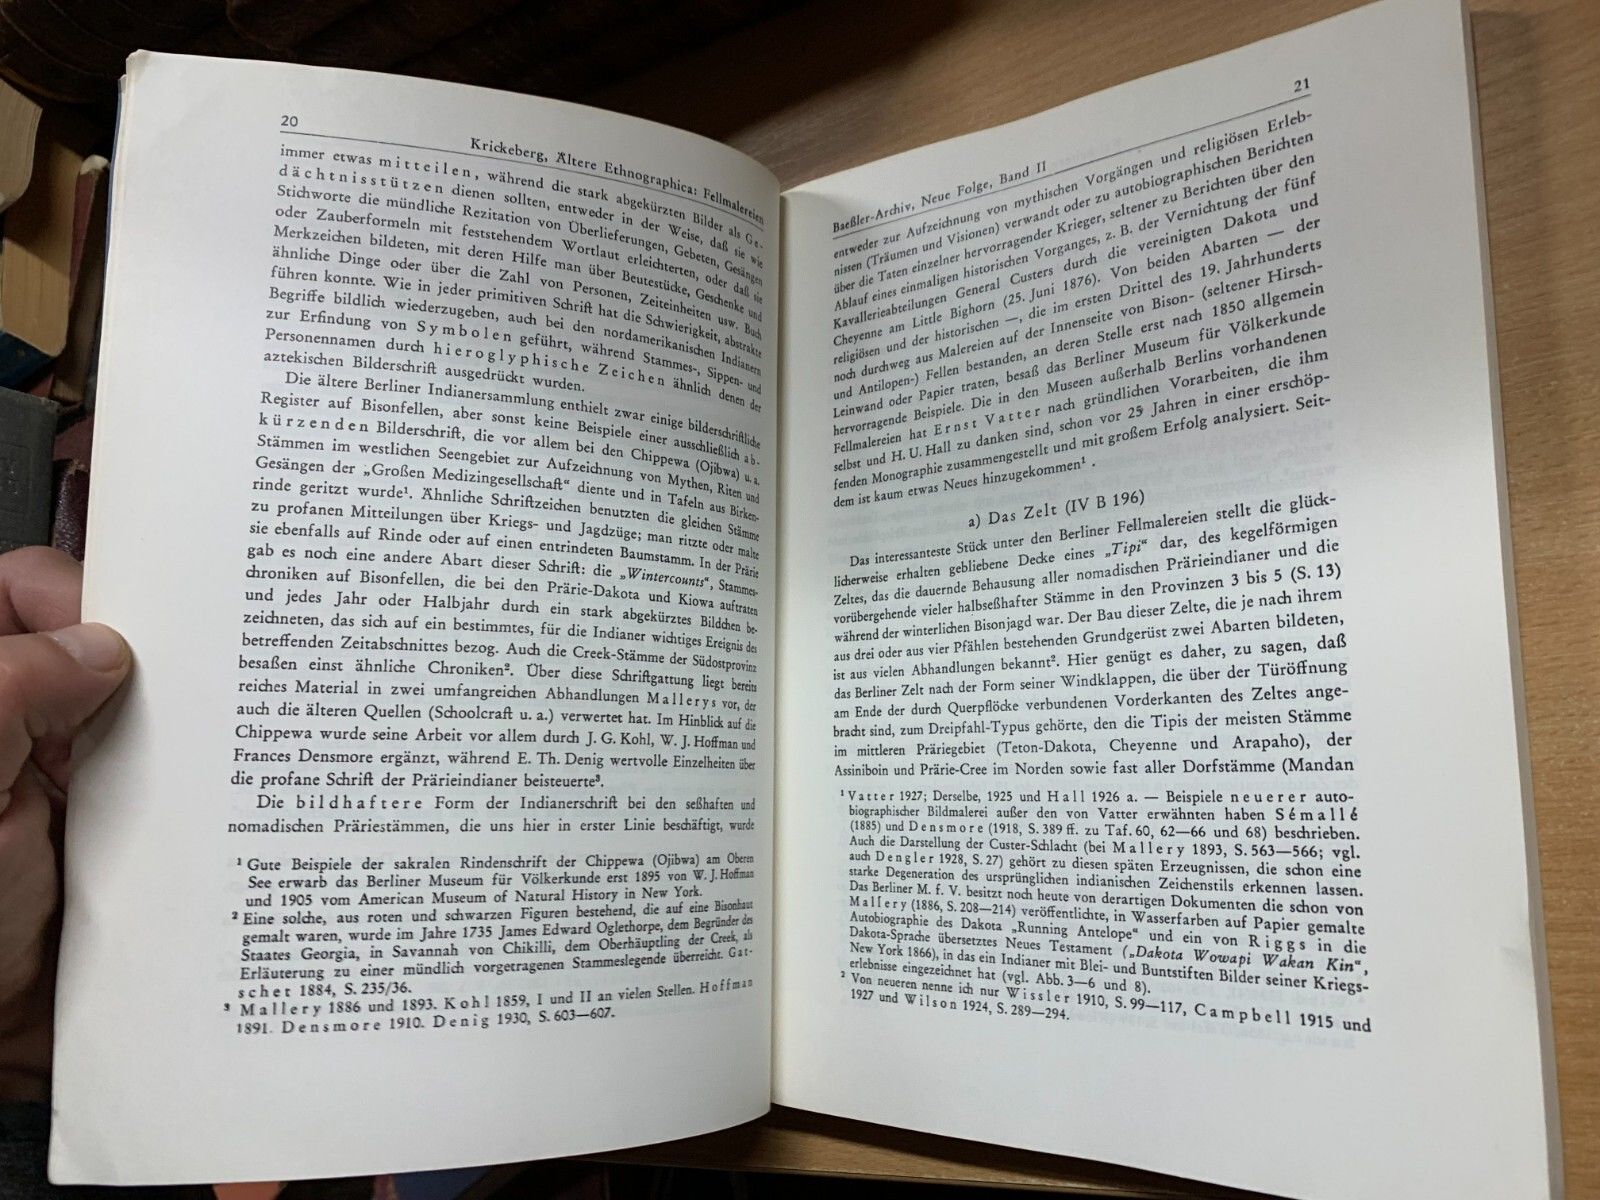 20
Krickeberg, Ältere Ethnographica: Fellmalereien
immer etwas mitteilen, während die stark abgekürzten Bilder als Ge-
dächtnisstützen dienen sollten, entweder in der Weise, daß sie wie
Stichworte die mündliche Rezitation von Überlieferungen, Gebeten, Gesängen
oder Zauberformeln mit feststehendem Wortlaut erleichterten, oder daß sie
Merkzeichen bildeten, mit deren Hilfe man über Beutestücke, Geschenke und
ähnliche Dinge oder über die Zahl von Personen, Zeiteinheiten usw. Buch
führen konnte. Wie in jeder primitiven Schrift hat die Schwierigkeit, abstrakte
Begriffe bildlich wiederzugeben, auch bei den nordamerikanischen Indianern
zur Erfindung von Symbolen geführt, während Stammes-, Sippen- und
Personennamen durch hieroglyphische Zeichen ähnlich denen der
aztekischen Bilderschrift ausgedrückt wurden.
Die ältere Berliner Indianersammlung enthielt zwar einige bilderschriftliche
Register auf Bisonfellen, aber sonst keine Beispiele einer ausschließlich ab-
kürzenden Bilderschrift, die vor allem bei den Chippewa (Ojibwa) u. a.
Stämmen im westlichen Seengebiet zur Aufzeichnung von Mythen, Riten und
Gesängen der „Großen Medizingesellschaft“ diente und in Tafeln aus Birken-
rinde geritzt wurde¹. Ähnliche Schriftzeichen benutzten die gleichen Stämme
zu profanen Mitteilungen über Kriegs- und Jagdzüge; man ritzte oder malte
sie ebenfalls auf Rinde oder auf einen entrindeten Baumstamm. In der Prärie
gab es noch eine andere Abart dieser Schrift: die „Wintercounts“, Stammes-
chroniken auf Bisonfellen, die bei den Prärie-Dakota und Kiowa auftraten
und jedes Jahr oder Halbjahr durch ein stark abgekürztes Bildchen be-
zeichneten, das sich auf ein bestimmtes, für die Indianer wichtiges Ereignis des
betreffenden Zeitabschnittes bezog. Auch die Creek-Stämme der Südostprovinz
besaßen einst ähnliche Chroniken². Über diese Schriftgattung liegt bereits
reiches Material in zwei umfangreichen Abhandlungen Mallerys vor, der
auch die älteren Quellen (Schoolcraft u. a.) verwertet hat. Im Hinblick auf die
Chippewa wurde seine Arbeit vor allem durch J. G. Kohl, W. J. Hoffman und
Frances Densmore ergänzt, während E. Th. Denig wertvolle Einzelheiten über
die profane Schrift der Prärieindianer beisteuerte³.
Die bildhaftere Form der Indianerschrift bei den seßhaften und
nomadischen Präriestämmen, die uns hier in erster Linie beschäftigt, wurde
¹ Gute Beispiele der sakralen Rindenschrift der Chippewa (Ojibwa) am Oberen
See erwarb das Berliner Museum für Völkerkunde erst 1895 von W. J. Hoffman
und 1905 vom American Museum of Natural History in New York.
² Eine solche, aus roten und schwarzen Figuren bestehend, die auf eine Bisonhaut
gemalt waren, wurde im Jahre 1735 James Edward Oglethorpe, dem Begründer des
Staates Georgia, in Savannah von Chikilli, dem Oberhäuptling der Creek, als
Erläuterung zu einer mündlich vorgetragenen Stammeslegende überreicht. Gat-
schet 1884, S. 235/36.
³ Mallery 1886 und 1893. Kohl 1859, I und II an vielen Stellen. Hoffman
1891. Densmore 1910. Denig 1930, S. 603—607.
21
Baeßler-Archiv, Neue Folge, Band II
entweder zur Aufzeichnung von mythischen Vorgängen und religiösen Erleb-
nissen (Träumen und Visionen) verwandt oder zu autobiographischen Berichten
über die Taten einzelner hervorragender Krieger, seltener zu Berichten über den
Ablauf eines einmaligen historischen Vorganges, z. B. der Vernichtung der fünf
Kavallerieabteilungen General Custers durch die vereinigten Dakota und
Cheyenne am Little Bighorn (25. Juni 1876). Von beiden Abarten — der
religiösen und der historischen —, die im ersten Drittel des 19. Jahrhunderts
noch durchweg aus Malereien auf der Innenseite von Bison- (seltener Hirsch-
und Antilopen-) Fellen bestanden, an deren Stelle erst nach 1850 allgemein
Leinwand oder Papier traten, besaß das Berliner Museum für Völkerkunde
hervorragende Beispiele. Die in den Museen außerhalb Berlins vorhandenen
Fellmalereien hat Ernst Vatter nach gründlichen Vorarbeiten, die ihm
selbst und H. U. Hall zu danken sind, schon vor 25 Jahren in einer erschöp-
fenden Monographie zusammengestellt und mit großem Erfolg analysiert. Seit-
dem ist kaum etwas Neues hinzugekommen¹ .
a) Das Zelt (IV B 196)
Das interessanteste Stück unter den Berliner Fellmalereien stellt die glück-
licherweise erhalten gebliebene Decke eines „Tipi“ dar, des kegelförmigen
Zeltes, das die dauernde Behausung aller nomadischen Prärieindianer und die
vorübergehende vieler halbseßhafter Stämme in den Provinzen 3 bis 5 (S. 13)
während der winterlichen Bisonjagd war. Der Bau dieser Zelte, die je nach ihrem
aus drei oder aus vier Pfählen bestehenden Grundgerüst zwei Abarten bildeten,
ist aus vielen Abhandlungen bekannt². Hier genügt es daher, zu sagen, daß
das Berliner Zelt nach der Form seiner Windklappen, die über der Türöffnung
am Ende der durch Querpflöcke verbundenen Vorderkanten des Zeltes ange-
bracht sind, zum Dreipfahl-Typus gehörte, den die Tipis der meisten Stämme
im mittleren Präriegebiet (Teton-Dakota, Cheyenne und Arapaho), der
Assiniboin und Prärie-Cree im Norden sowie fast aller Dorfstämme (Mandan
¹ Vatter 1927; Derselbe, 1925 und Hall 1926 a. — Beispiele neuerer auto-
biographischer Bildmalerei außer den von Vatter erwähnten haben Sémallé
(1885) und Densmore (1918, S. 389 ff. zu Taf. 60, 62—66 und 68) beschrieben.
Auch die Darstellung der Custer-Schlacht (bei Mallery 1893, S. 563—566; vgl.
auch Dengler 1928, S. 27) gehört zu diesen späten Erzeugnissen, die schon eine
starke Degeneration des ursprünglichen indianischen Zeichenstils erkennen lassen.
Das Berliner M. f. V. besitzt noch heute von derartigen Dokumenten die schon von
Mallery (1886, S. 208—214) veröffentlichte, in Wasserfarben auf Papier gemalte
Autobiographie des Dakota „Running Antelope“ und ein von Riggs in die
Dakota-Sprache übersetztes Neues Testament („Dakota Wowapi Wakan Kin“,
New York 1866), in das ein Indianer mit Blei- und Buntstiften Bilder seiner Kriegs-
erlebnisse eingezeichnet hat (vgl. Abb. 3—6 und 8).
² Von neueren nenne ich nur Wissler 1910, S. 99—117, Campbell 1915 und
1927 und Wilson 1924, S. 289—294.